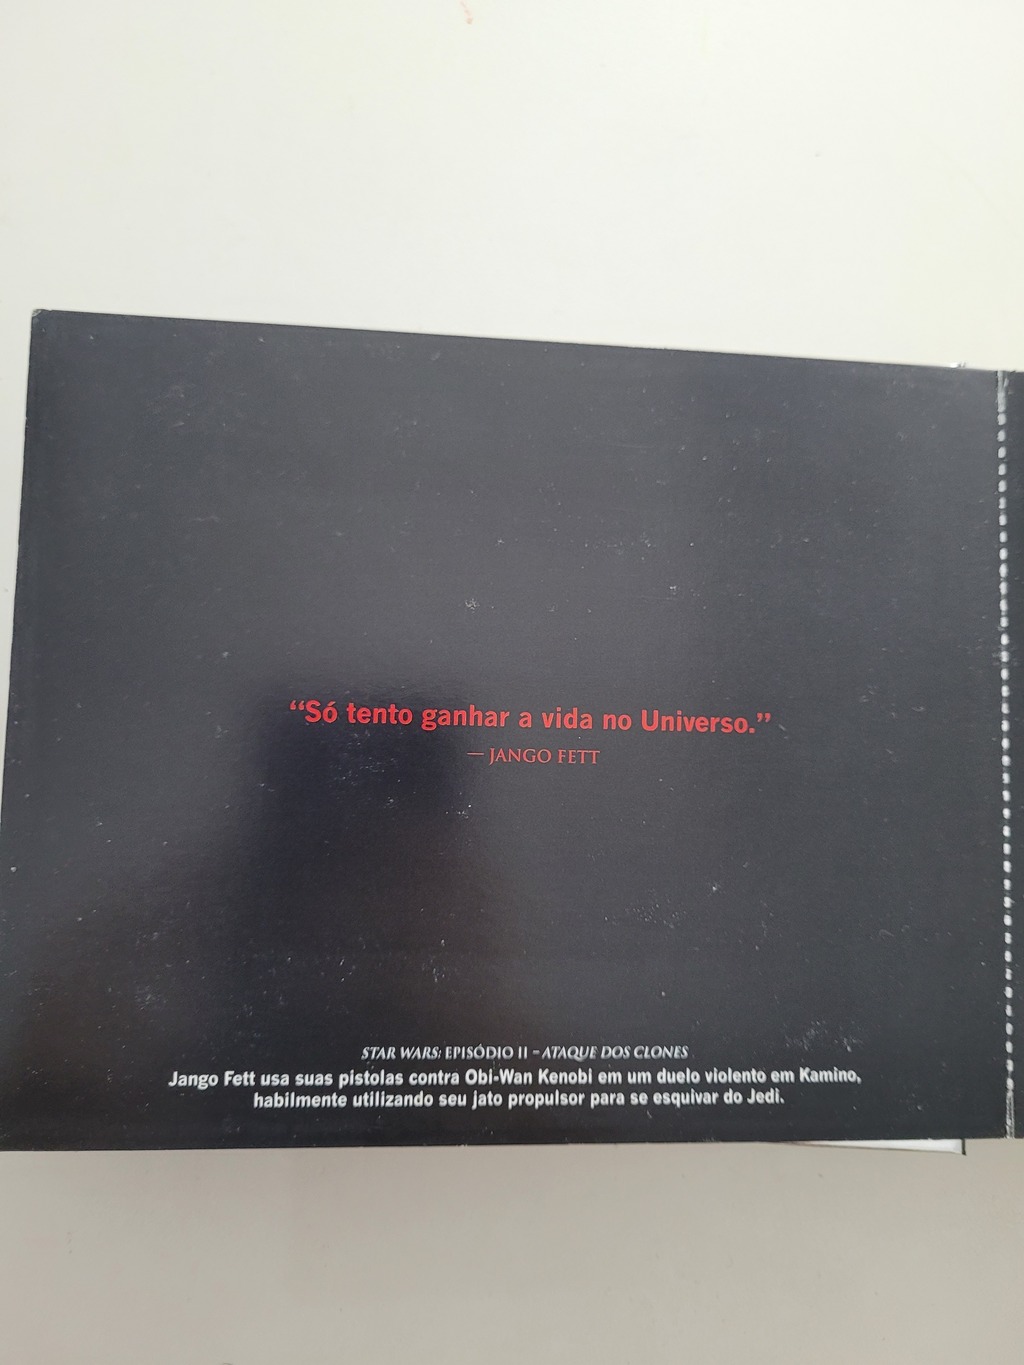 “Só tento ganhar a vida no Universo.”
— JANGO FETT
STAR WARS: EPISÓDIO II – ATAQUE DOS CLONES
Jango Fett usa suas pistolas contra Obi-Wan Kenobi em um duelo violento em Kamino,
habilmente utilizando seu jato propulsor para se esquivar do Jedi.